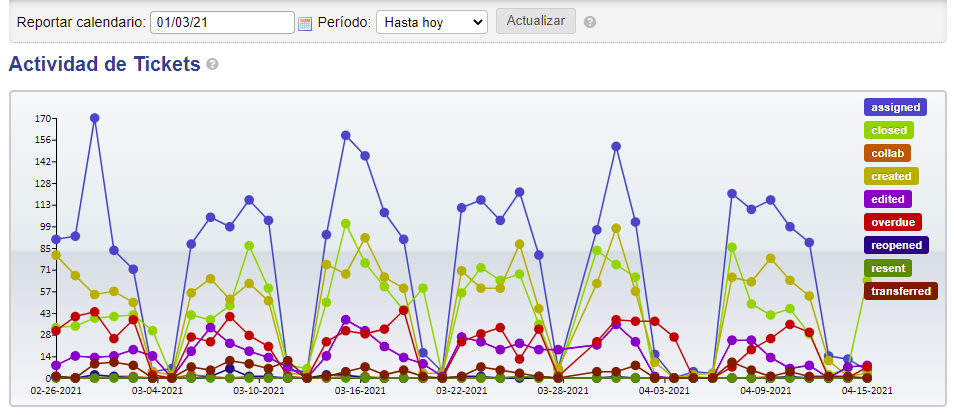 Reportar calendario: 01/03/21 Período: Hasta hoy Actualizar ?
Actividad de Tickets ?
170
156
142
128
113
99
85
71
57
43
28
14
0
02-26-2021 03-04-2021 03-10-2021 03-16-2021 03-22-2021 03-28-2021 04-03-2021 04-09-2021 04-15-2021
assigned
closed
collab
created
edited
overdue
reopened
resent
transferred